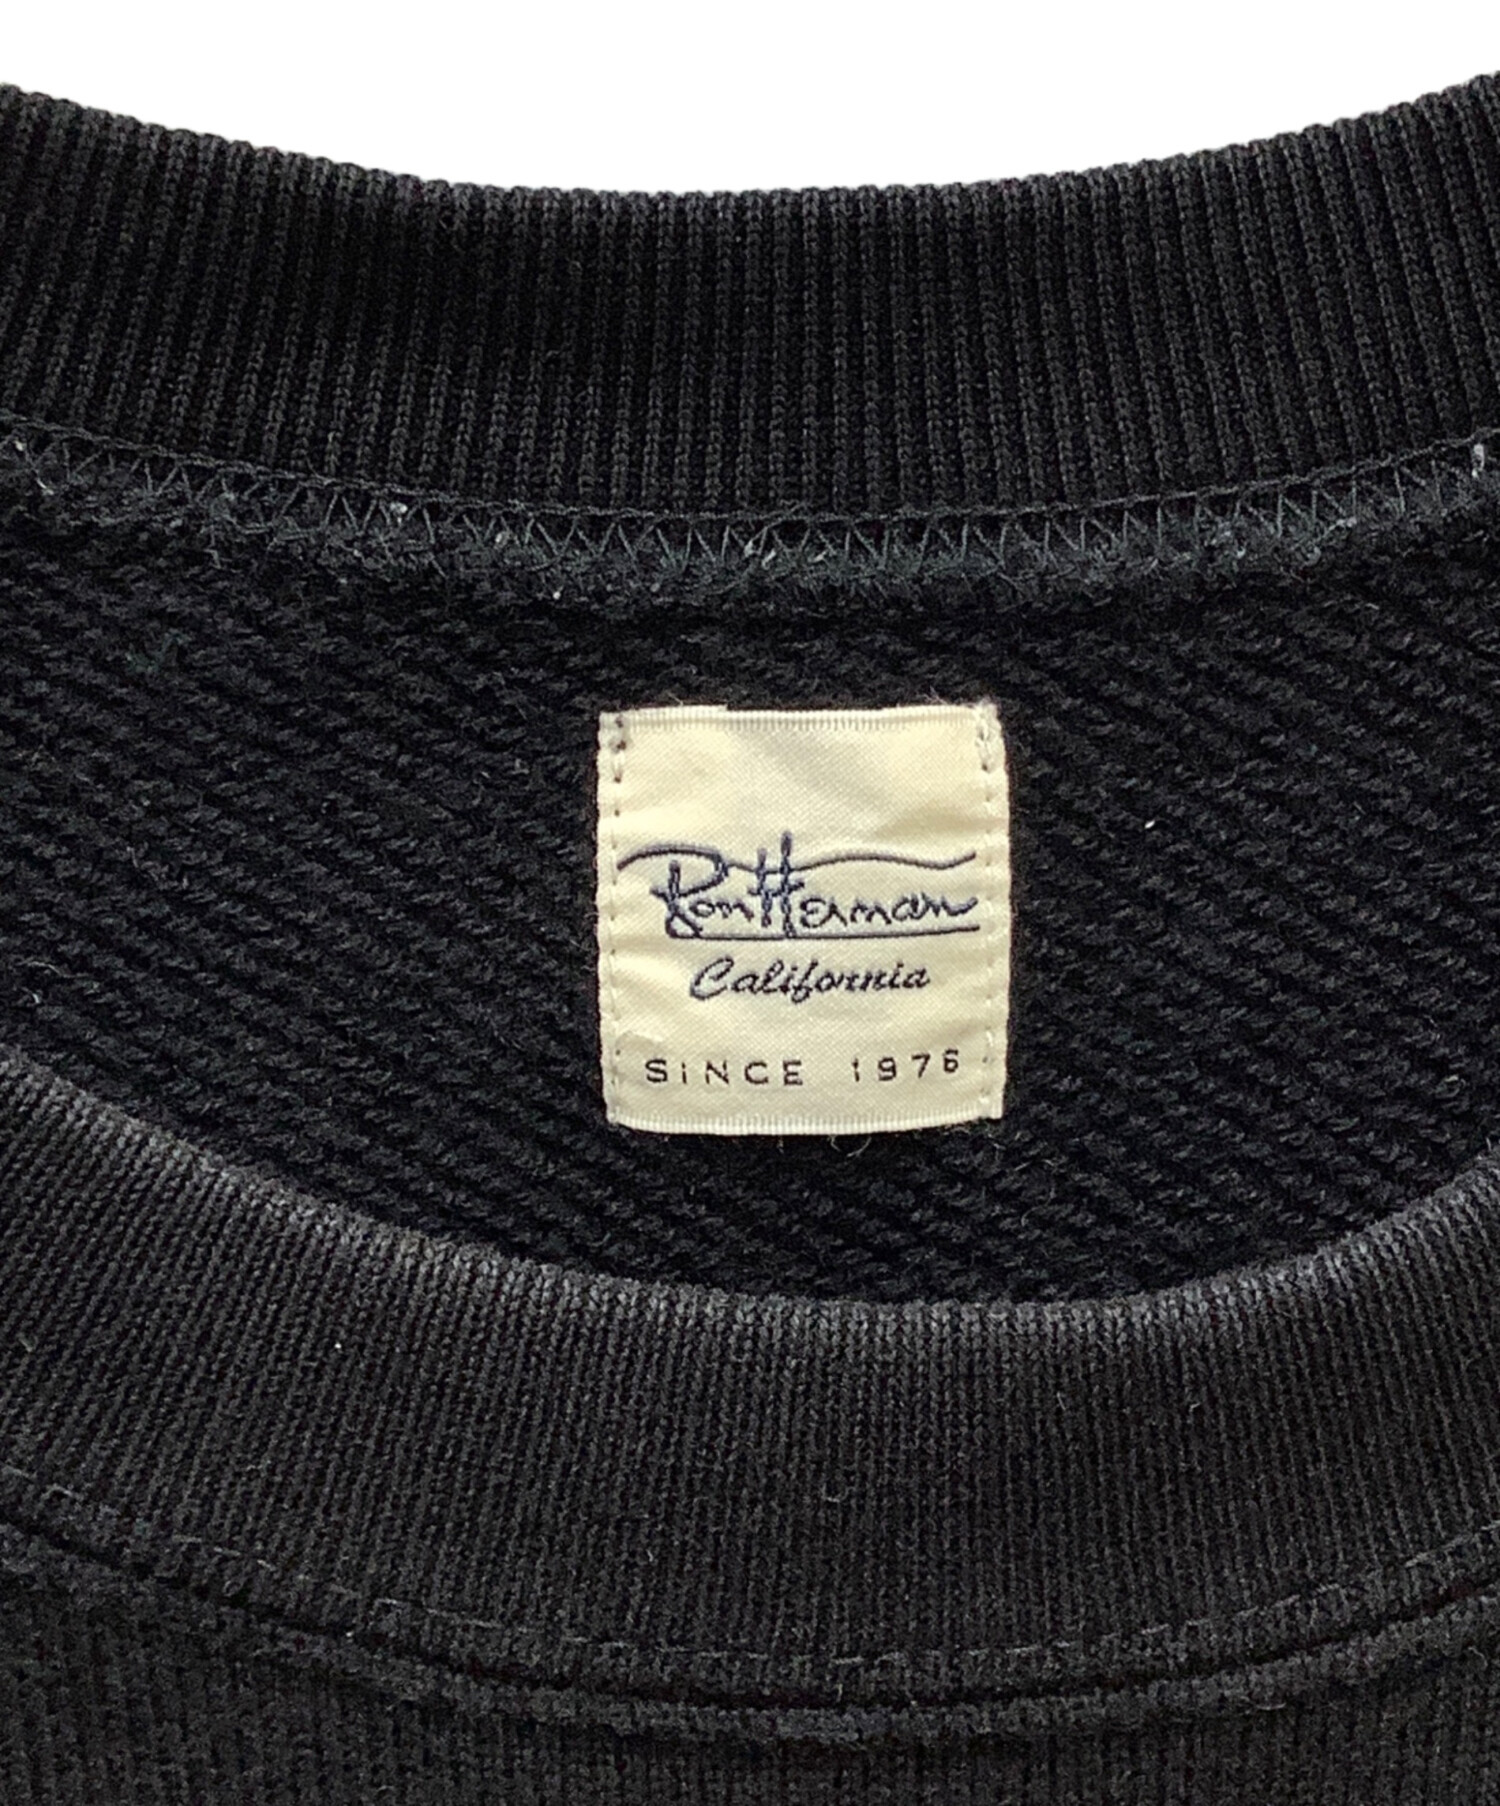 Ron Herman
California
SINCE 1976